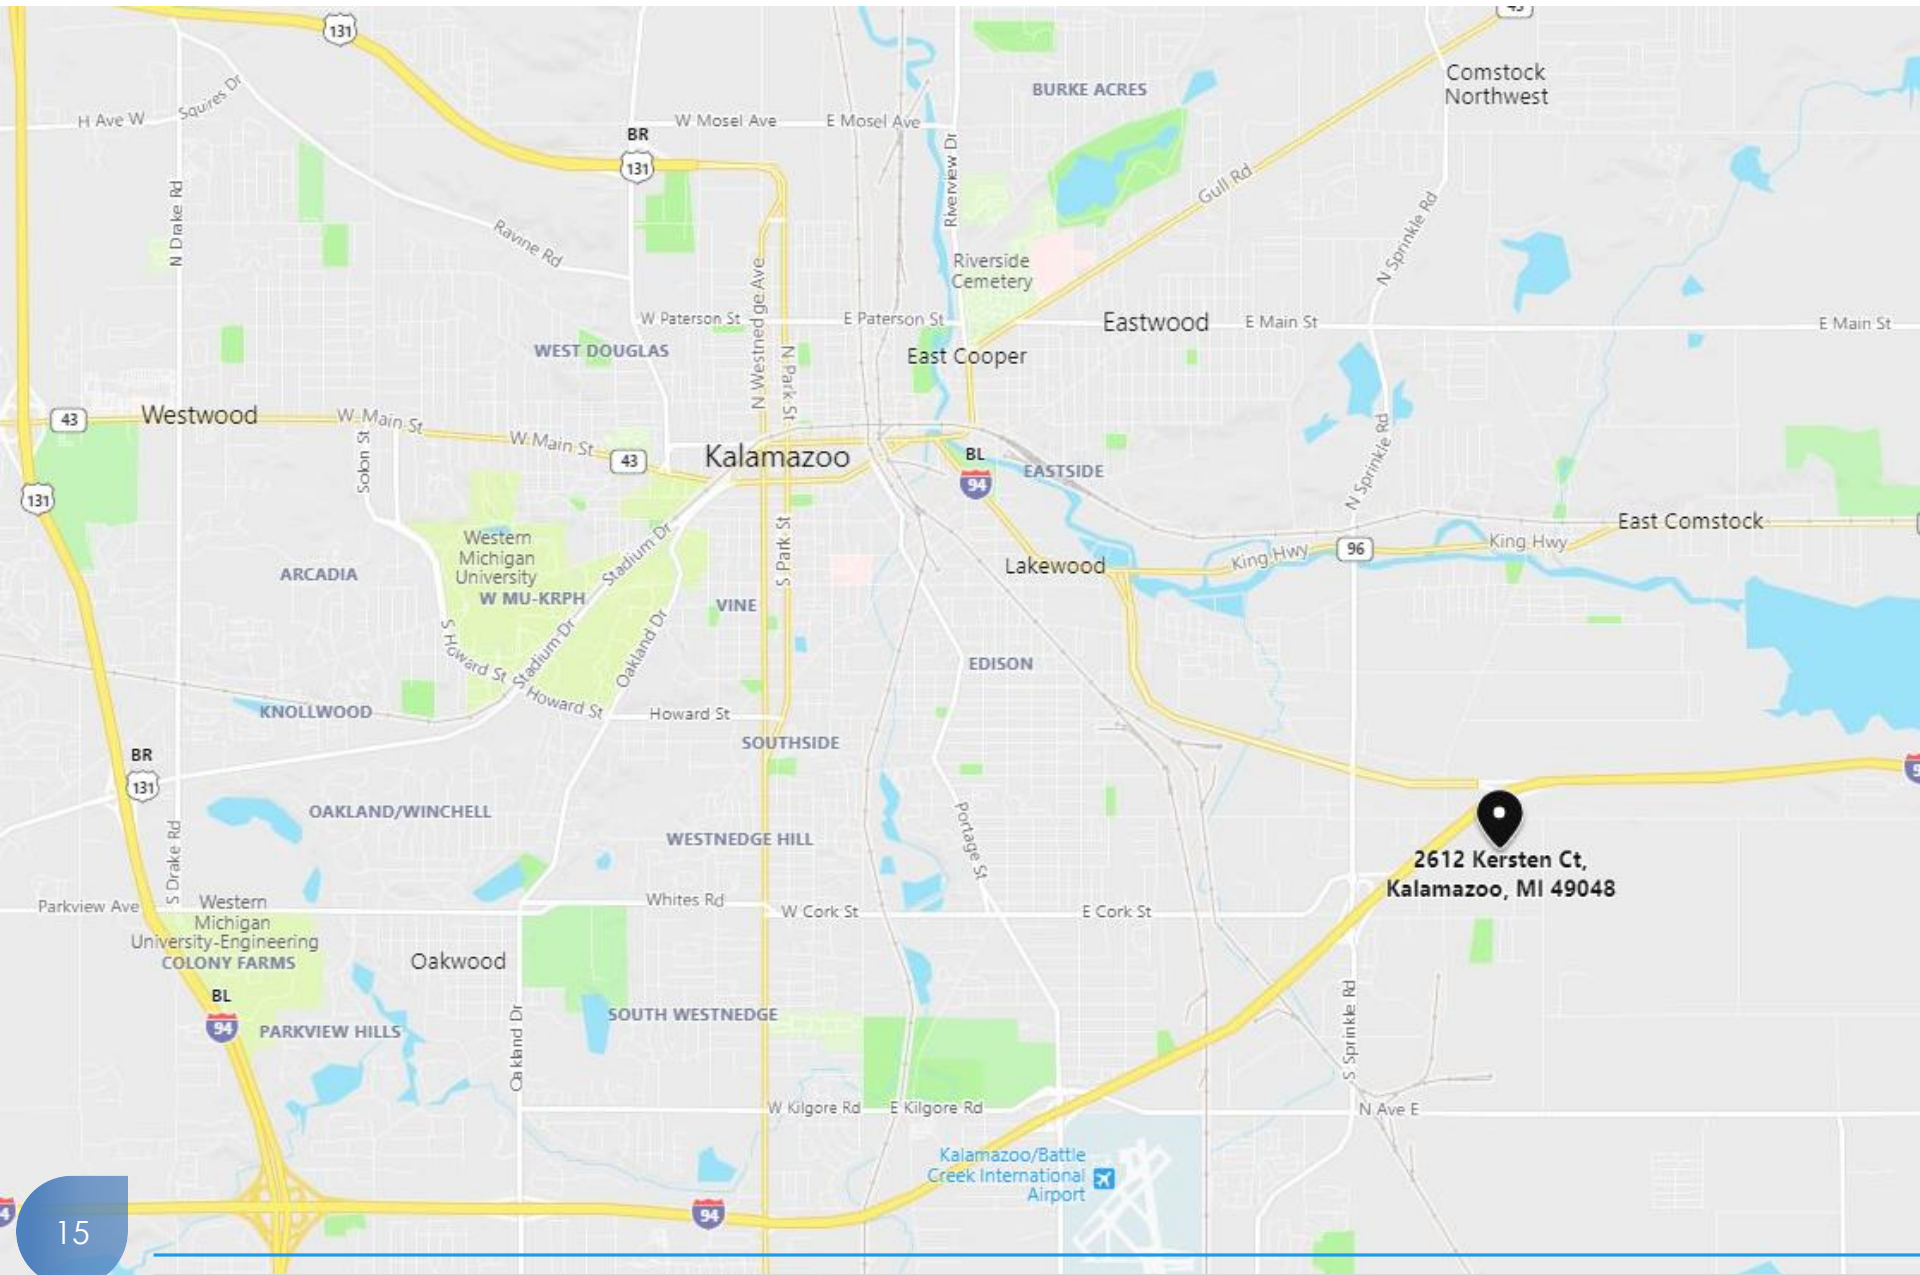 43
131
Comstock
Northwest
BURKE ACRES
Squires Dr
H Ave W
W Mosel Ave
E Mosel Ave
BR
131
Riverview Dr
Gull Rd
N Drake Rd
N Sprinkle Rd
Ravine Rd
Riverside
Cemetery
N Westnedge Ave
W Paterson St
E Paterson St
Eastwood
E Main St
E Main St
WEST DOUGLAS
East Cooper
N Park St
43
Westwood
W Main St
W Main St
43
Solon St
Kalamazoo
BL
94
EASTSIDE
N Sprinkle Rd
131
East Comstock
Western
Michigan
University
W MU-KRPH
Stadium Dr
S Park St
King Hwy
96
King Hwy
Lakewood
ARCADIA
VINE
S Howard St
Stadium Dr
Oakland Dr
EDISON
S Howard St
Howard St
KNOLLWOOD
SOUTHSIDE
BR
131
OAKLAND/WINCHELL
WESTNEDGE HILL
Portage St
S Drake Rd
2612 Kersten Ct,
Kalamazoo, MI 49048
Parkview Ave
Western
Michigan
University-Engineering
COLONY FARMS
Whites Rd
W Cork St
E Cork St
Oakwood
BL
94
PARKVIEW HILLS
SOUTH WESTNEDGE
Oakland Dr
S Sprinkle Rd
W Kilgore Rd
E Kilgore Rd
N Ave E
Kalamazoo/Battle
Creek International
Airport
94
15